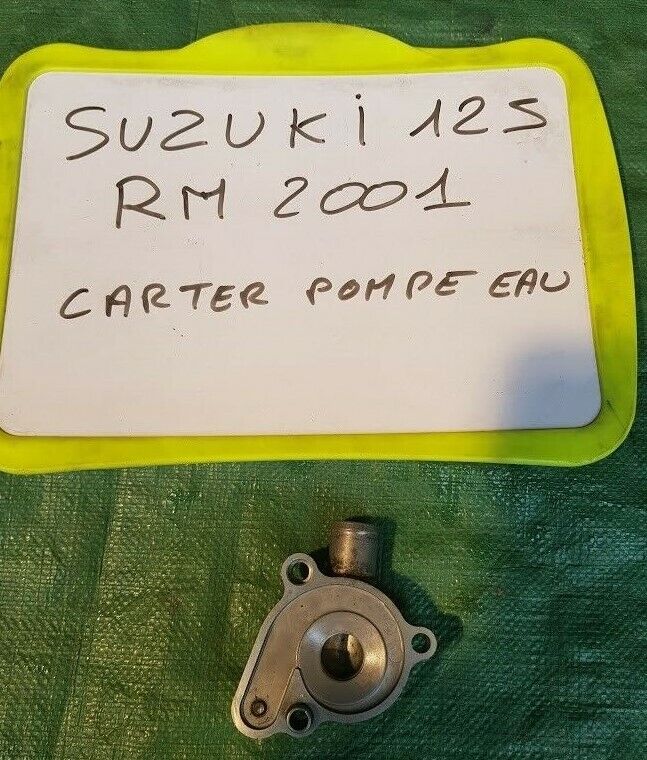 SUZUKi 125
RM 2001
CARTER POMPE EAU